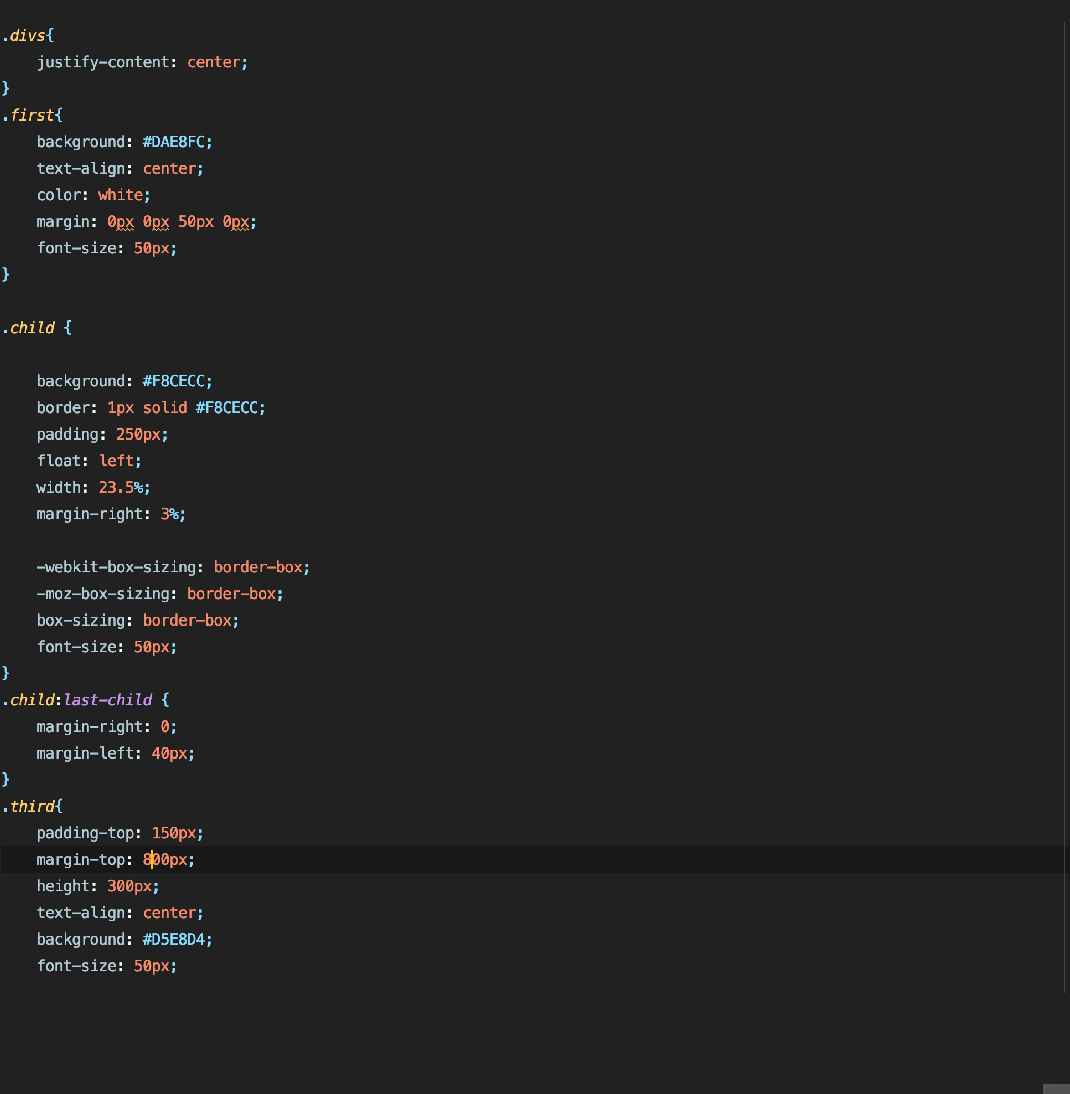 .divs{
    justify-content: center;
}
.first{
    background: #DAE8FC;
    text-align: center;
    color: white;
    margin: 0px 0px 50px 0px;
    font-size: 50px;
}
.child {
    background: #F8CECC;
    border: 1px solid #F8CECC;
    padding: 250px;
    float: left;
    width: 23.5%;
    margin-right: 3%;
    -webkit-box-sizing: border-box;
    -moz-box-sizing: border-box;
    box-sizing: border-box;
    font-size: 50px;
}
.child:last-child {
    margin-right: 0;
    margin-left: 40px;
}
.third{
    padding-top: 150px;
    margin-top: 800px;
    height: 300px;
    text-align: center;
    background: #D5E8D4;
    font-size: 50px;